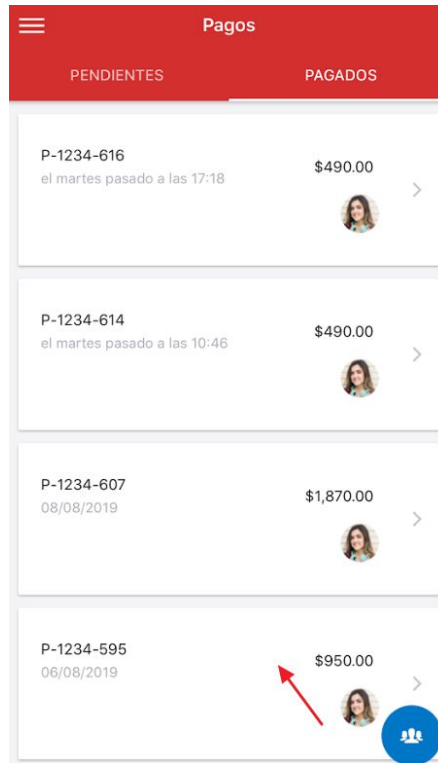 Pagos
PENDIENTES PAGADOS
P-1234-616
$490.00
el martes pasado a las 17:18
P-1234-614
$490.00
el martes pasado a las 10:46
P-1234-607
$1,870.00
08/08/2019
P-1234-595
$950.00
06/08/2019